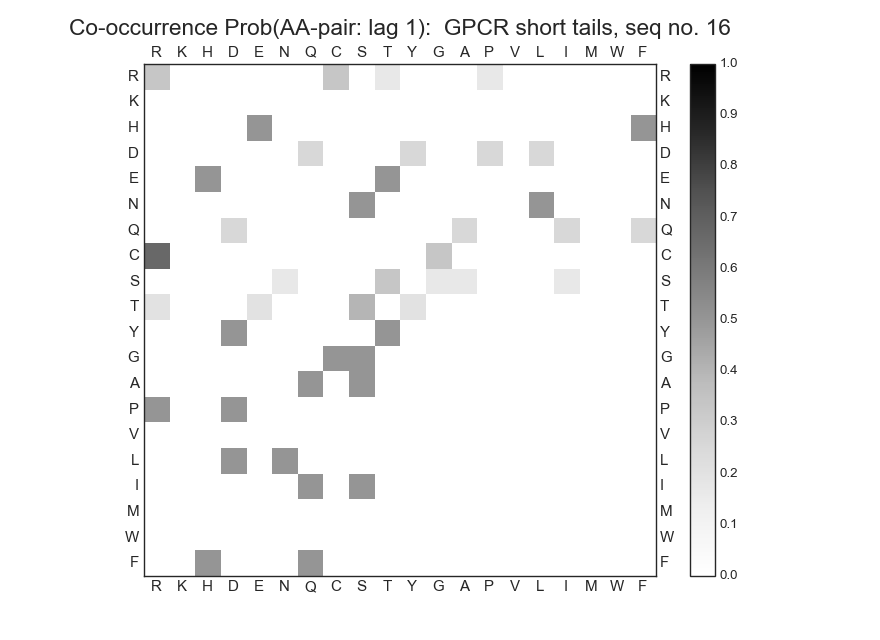 Co-occurrence Prob(AA-pair: lag 1):  GPCR short tails, seq no. 16
R K H D E N Q C S T Y G A P V L I M W F
R R 1.0
K K
H H 0.9
D D
E E 0.8
N N 0.7
Q Q
C C 0.6
S S
T T 0.5
Y Y
G G 0.4
A A
P P 0.3
V V
L L 0.2
I I
M M 0.1
W W
F F 0.0
R K H D E N Q C S T Y G A P V L I M W F